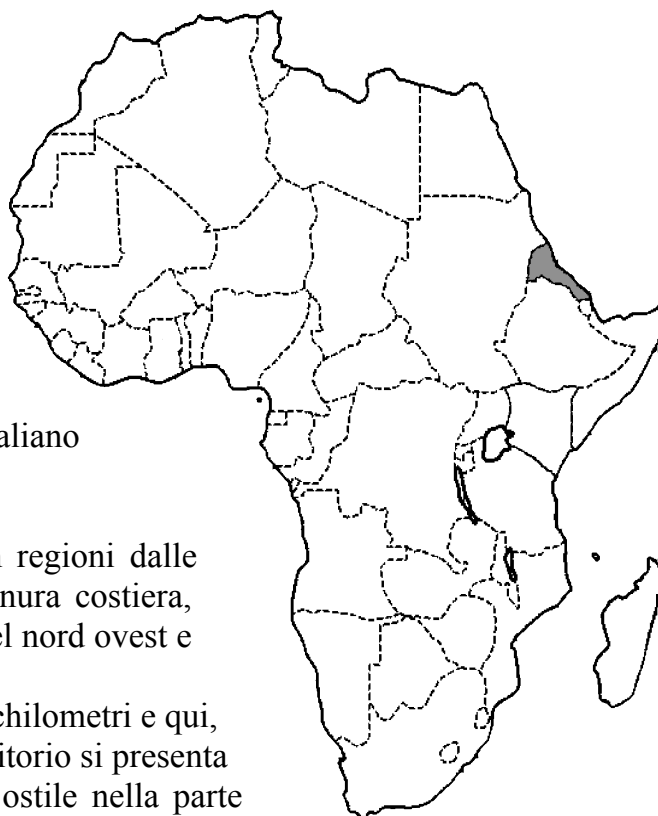 aliano
regioni dalle
nura costiera,
el nord ovest e
chilometri e qui,
itorio si presenta
ostile nella parte